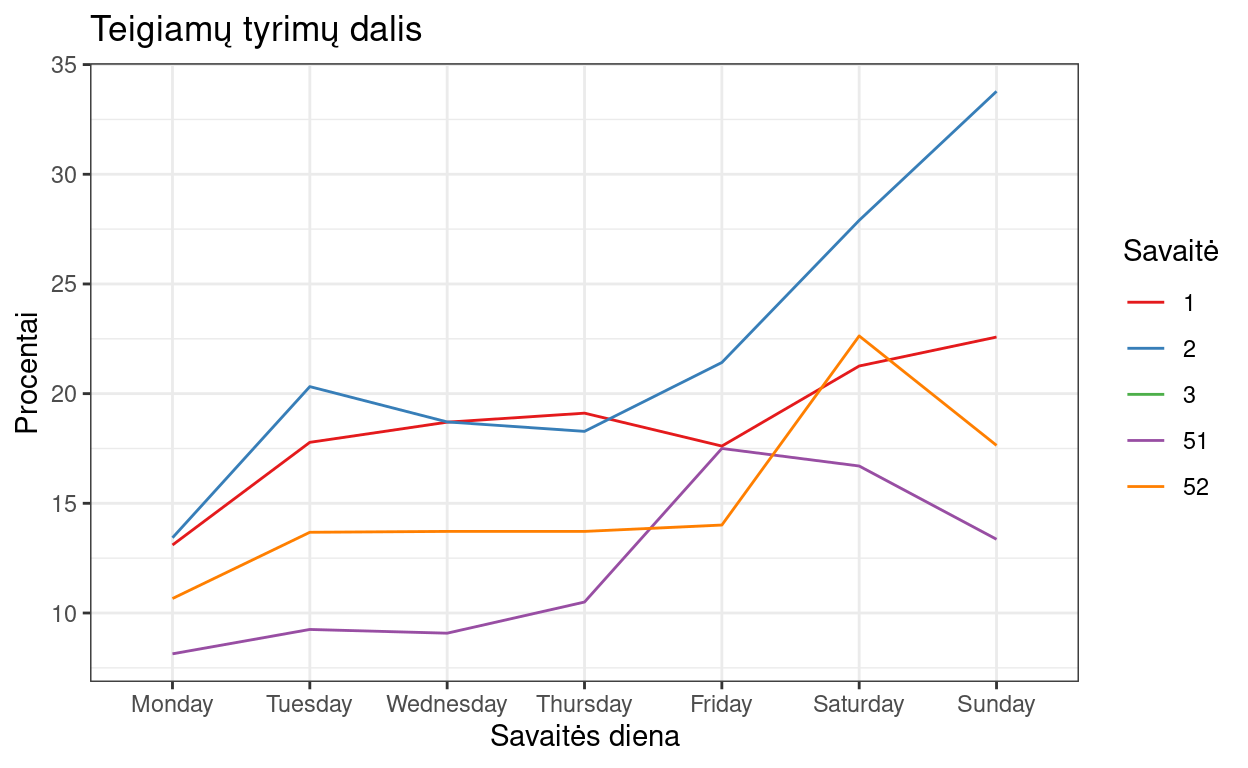 Teigiamų tyrimų dalis
Procentai
35
30
25
20
15
10
Monday Tuesday Wednesday Thursday Friday Saturday Sunday
Savaitės diena
Savaitė
1
2
3
51
52